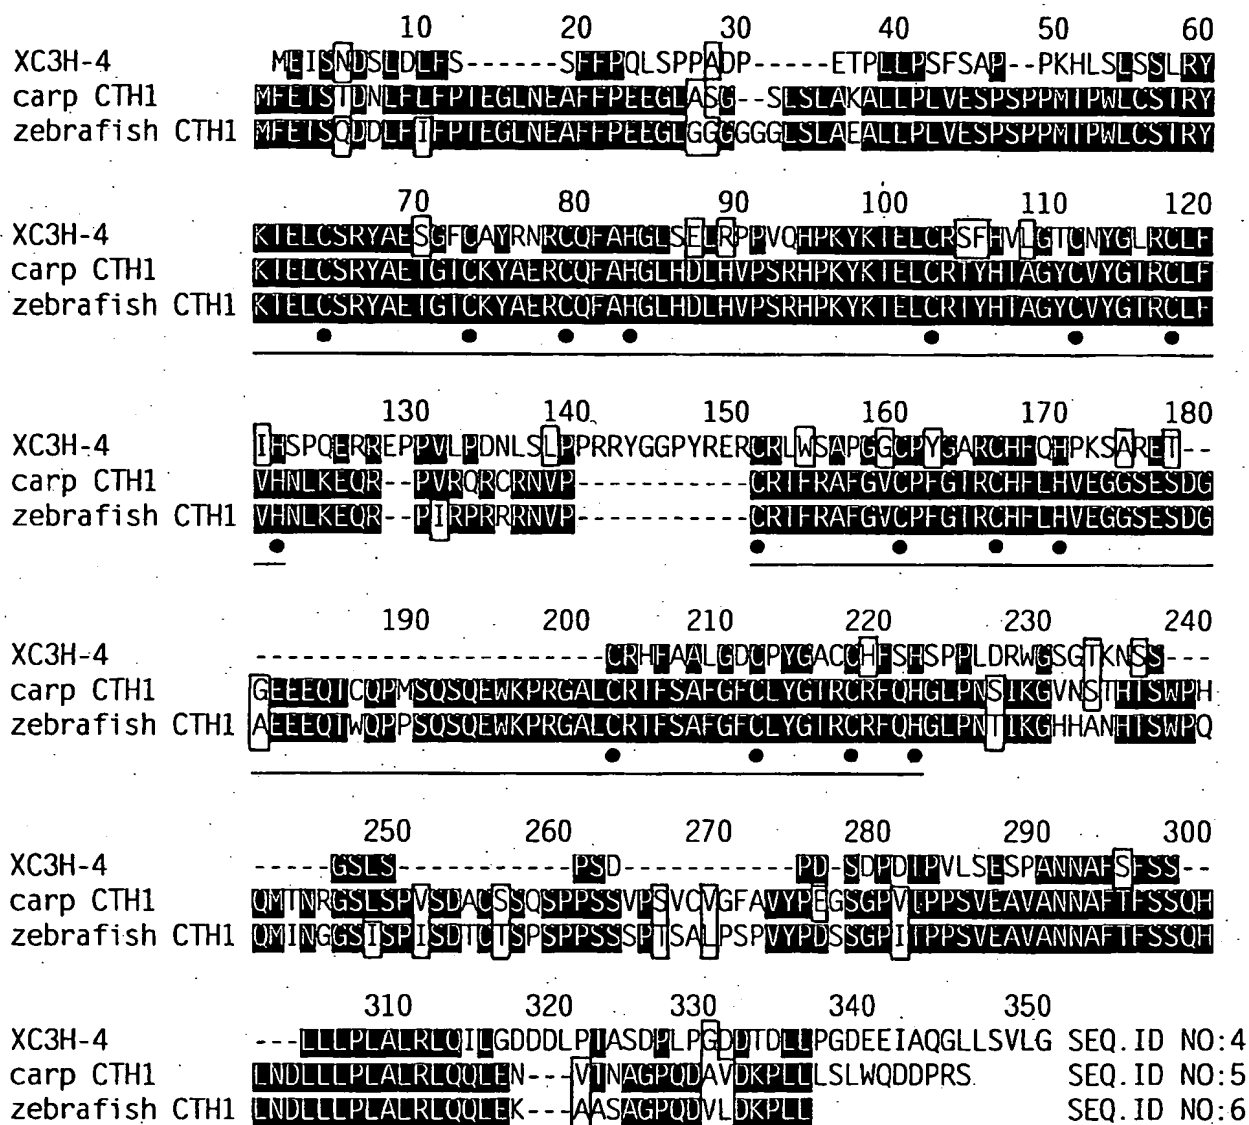 10 20 30 40 50 60
XC3H-4 MEISNDSLDLFS------SFFPQLSPPADP-----ETPLLPSFSAP--PKHLSLSSLRY
carp CTH1 MFEISTDNLFLFPIEGLNEAFFPEEGLASG--SLSLAKALLPLVESPSPPMTPWLCSTRY
zebrafish CTH1 MFEISQDDLFIFPIEGLNEAFFPEEGLGGGGGGLSLAEALLPLVESPSPPMTPWLCSTRY
70 80 90 100 110 120
XC3H-4 KTELCSRYAESGFCAYRNRCQFAHGLSELRPPVQHPKYKTELCRSFHVLGTCNYGLRCLF
carp CTH1 KTELCSRYAETGTCKYAERCQFAHGLHDLHVPSRHPKYKTELCRTYHTAGYCVYGTRCLF
zebrafish CTH1 KTELCSRYAETGTCKYAERCQFAHGLHDLHVPSRHPKYKTELCRTYHTAGYCVYGTRCLF
130 140 150 160 170 180
XC3H-4 IHSPQERREPPVLPDNLSLPPRRYGGPYRERCRLWSAPGGCPYGARCHFQHPKSARET--
carp CTH1 VHNLKEQR--PVRQRCRNVP-----------CRTFRAFGVCPFGTRCHFLHVEGGSESDG
zebrafish CTH1 VHNLKEQR--PIRPRRRNVP-----------CRTFRAFGVCPFGTRCHFLHVEGGSESDG
190 200 210 220 230 240
XC3H-4 ----------------------CRHFAALGDCPYGACCHFSHSPPLDRWGSGTKNSS---
carp CTH1 GEEEQTCQPMSQSQEWKPRGALCRTFSAFGFCLYGTRCRFQHGLPNSIKGVNSTHTSWPH
zebrafish CTH1 AEEEQTWQPPSQSQEWKPRGALCRTFSAFGFCLYGTRCRFQHGLPNTIKGHHANHTSWPQ
250 260 270 280 290 300
XC3H-4 -----GSLS-----------PSD-----------PD-SDPDIPVLSESPANNAFSFSS--
carp CTH1 QMTNRGSLSPVSDACSSQSPPSSVPSVCVGFAVYPEGSGPVTPPSVEAVANNAFTFSSQH
zebrafish CTH1 QMINGGSISPISDTCTSPSPPSSSPTSALPSPVYPDSSGPITPPSVEAVANNAFTFSSQH
310 320 330 340 350
XC3H-4 ---LLLPLALRLQILGDDDLPTASDPLPGDDTDLLPGDEEIAQGLLSVLG SEQ.ID NO:4
carp CTH1 LNDLLLPLALRLQQLEN---VINAGPQDAVDKPLLLSLWQDDPRS SEQ.ID NO:5
zebrafish CTH1 LNDLLLPLALRLQQLEK---AASAGPQDVLDKPLL SEQ.ID NO:6